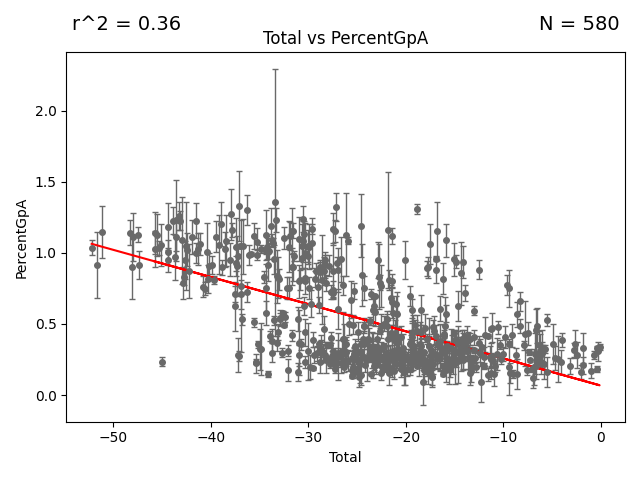 r^2 = 0.36
N = 580
Total vs PercentGpA
PercentGpA
2.0
1.5
1.0
0.5
0.0
−50
−40
−30
−20
−10
0
Total